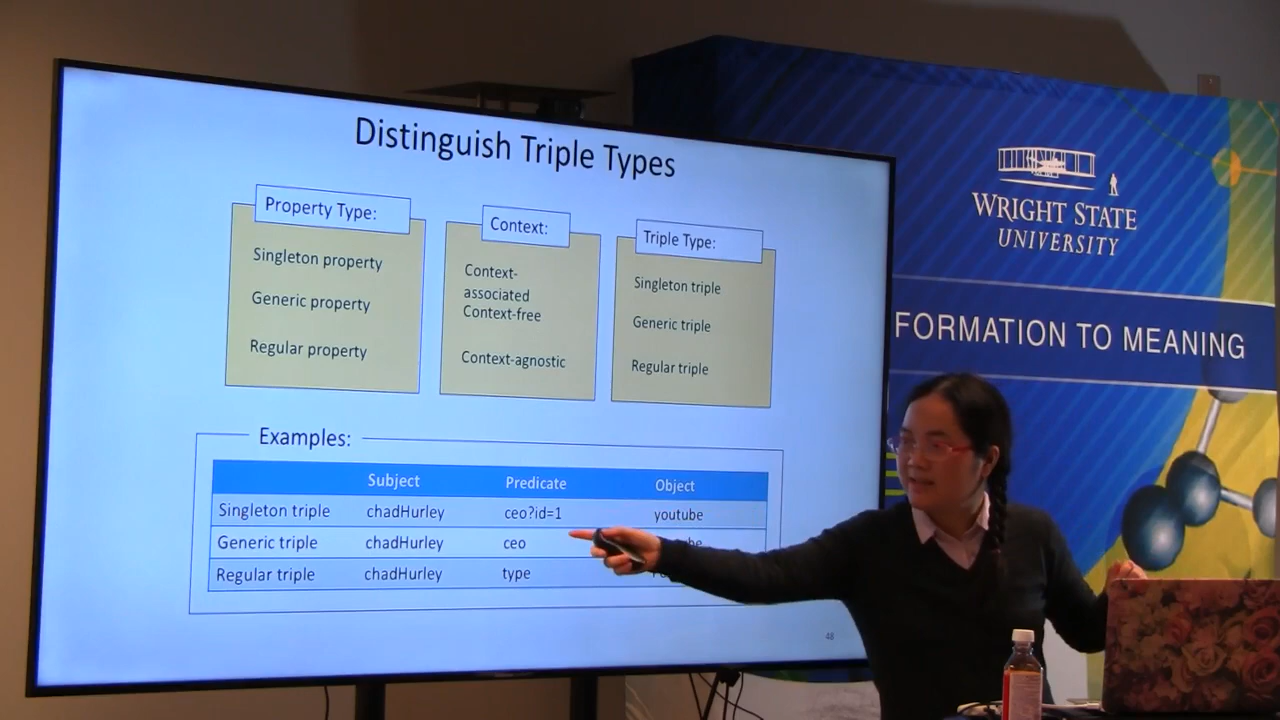 Distinguish Triple Types
Property Type:
Singleton property
Generic property
Regular property
Context:
Context-
associated
Context-free
Context-agnostic
Triple Type:
Singleton triple
Generic triple
Regular triple
Examples:
Subject Predicate Object
Singleton triple chadHurley ceo?id=1 youtube
Generic triple chadHurley ceo
Regular triple chadHurley type
48
WRIGHT STATE
UNIVERSITY
FORMATION TO MEANING